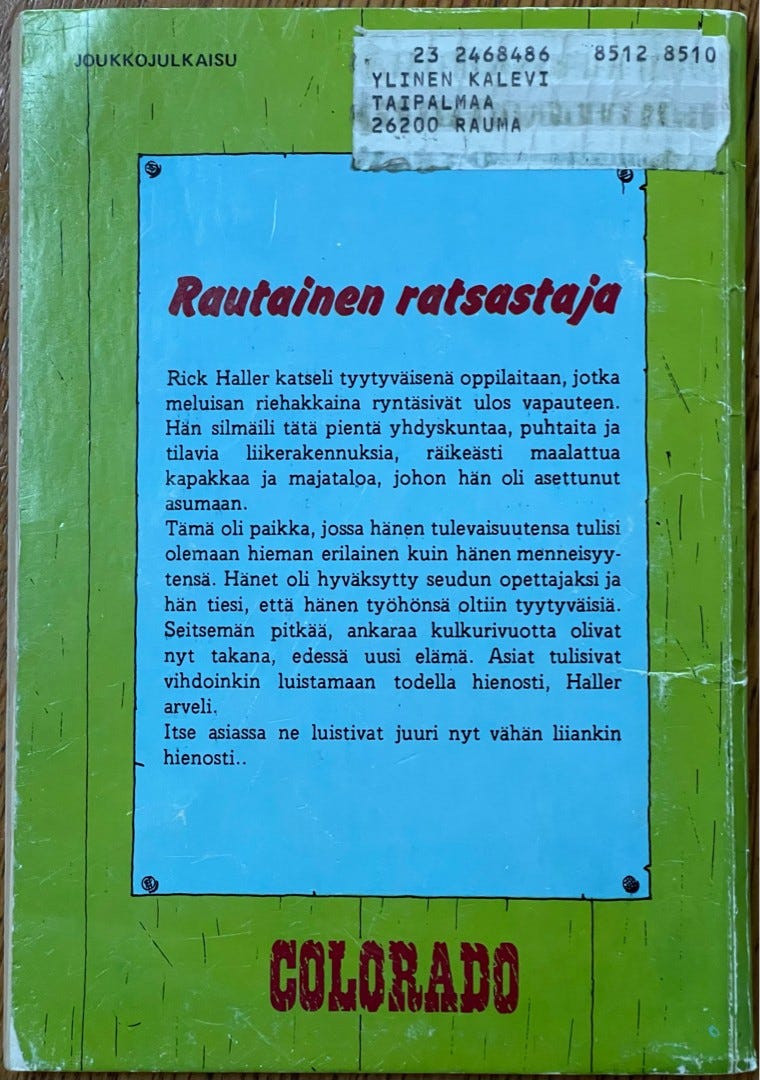 JOUKKOJULKAISU
23 2468486 8512 8510
YLINEN KALEVI
TAIPALMAA
26200 RAUMA
Rautainen ratsastaja
Rick Haller katseli tyytyväisenä oppilaitaan, jotka
meluisan riehakkaina ryntäsivät ulos vapauteen.
Hän silmäili tätä pientä yhdyskuntaa, puhtaita ja
tilavia liikerakennuksia, räikeästi maalattua
kapakkaa ja majataloa, johon hän oli asettunut
asumaan.
Tämä oli paikka, jossa hänen tulevaisuutensa tulisi
olemaan hieman erilainen kuin hänen menneisyy-
tensä. Hänet oli hyväksytty seudun opettajaksi ja
hän tiesi, että hänen työhönsä oltiin tyytyväisiä.
Seitsemän pitkää, ankaraa kulkurivuotta olivat
nyt takana, edessä uusi elämä. Asiat tulisivat
vihdoinkin luistamaan todella hienosti, Haller
arveli.
Itse asiassa ne luistivat juuri nyt vähän liiankin
hienosti..
COLORADO